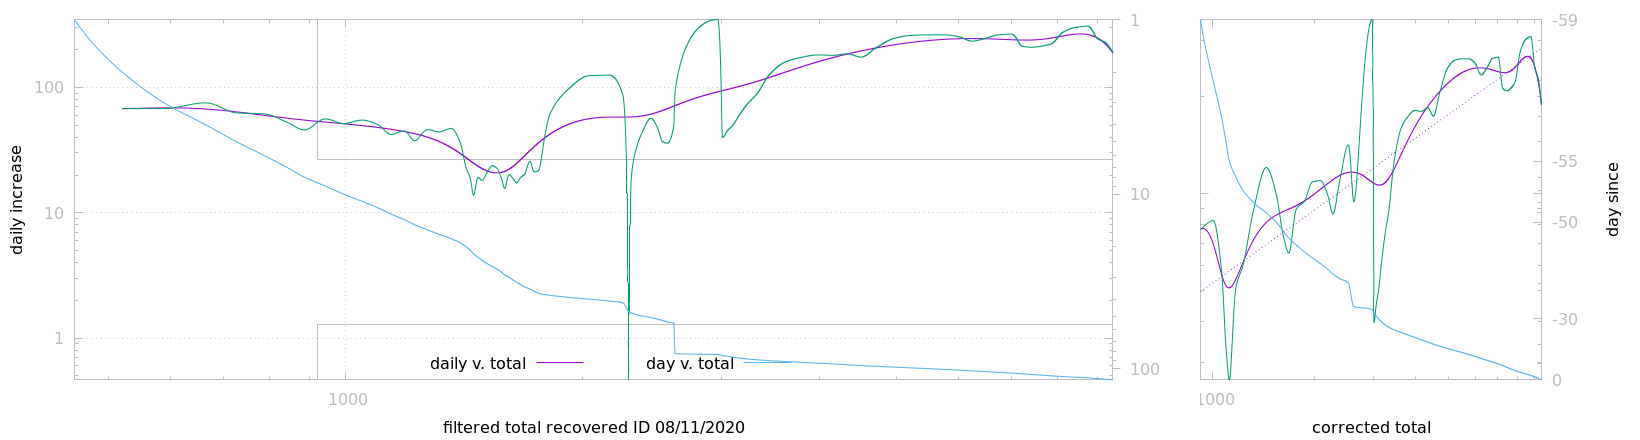 daily increase
100
10
1
1000
1
10
100
daily v. total
day v. total
filtered total recovered ID 08/11/2020
-59
-55
-50
-30
0
day since
1000
corrected total